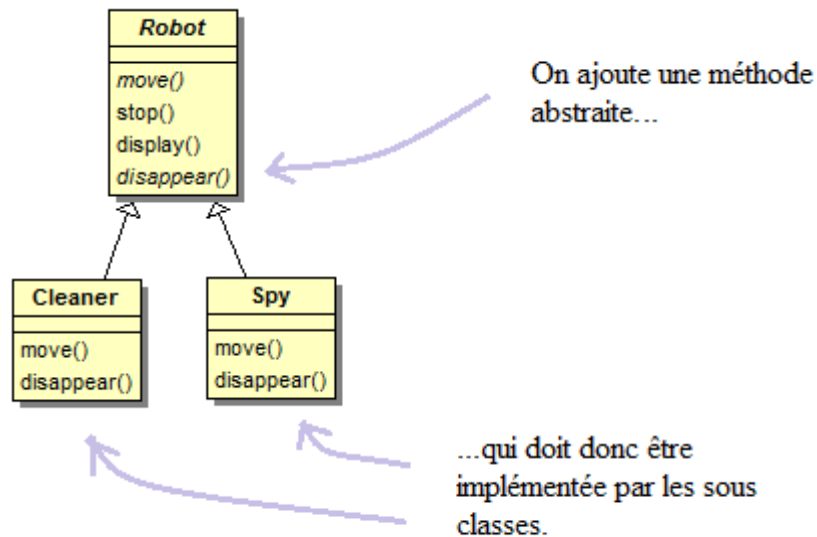 Robot
move()
stop()
display()
disappear()
On ajoute une méthode
abstraite...
Cleaner
move()
disappear()
Spy
move()
disappear()
...qui doit donc être
implémentée par les sous
classes.